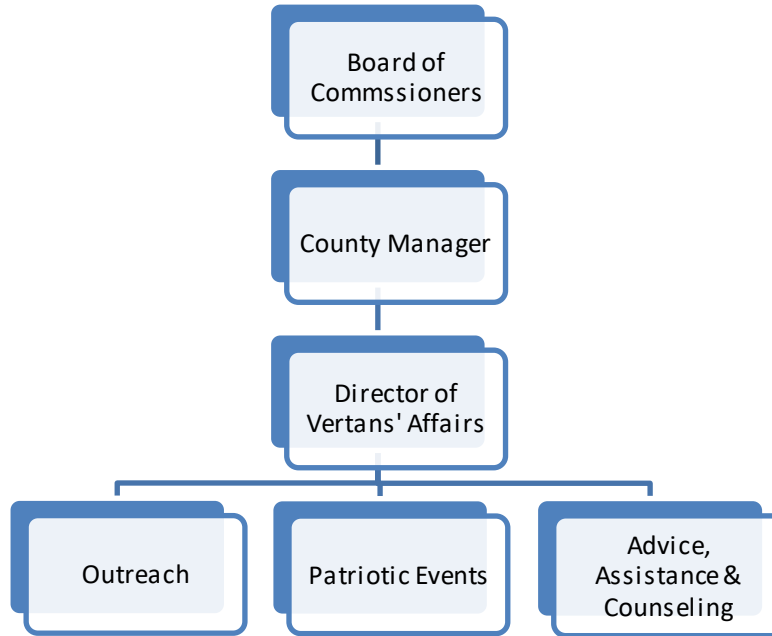 Board of
Commssioners
County Manager
Director of
Vertans' Affairs
Outreach
Patriotic Events
Advice,
Assistance &
Counseling